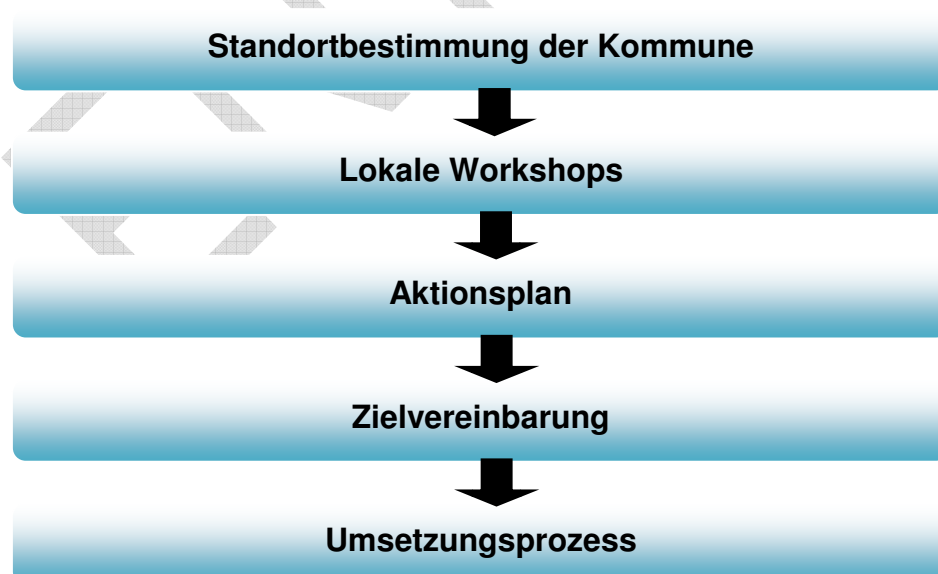 Standortbestimmung der Kommune
Lokale Workshops
Aktionsplan
Zielvereinbarung
Umsetzungsprozess